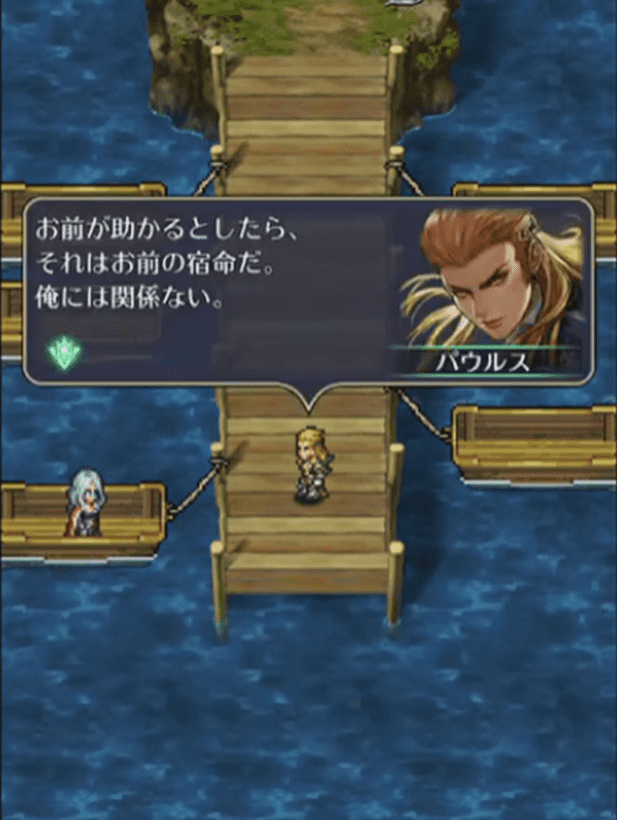 お前が助かるとしたら、
それはお前の宿命だ。
俺には関係ない。
パウルス